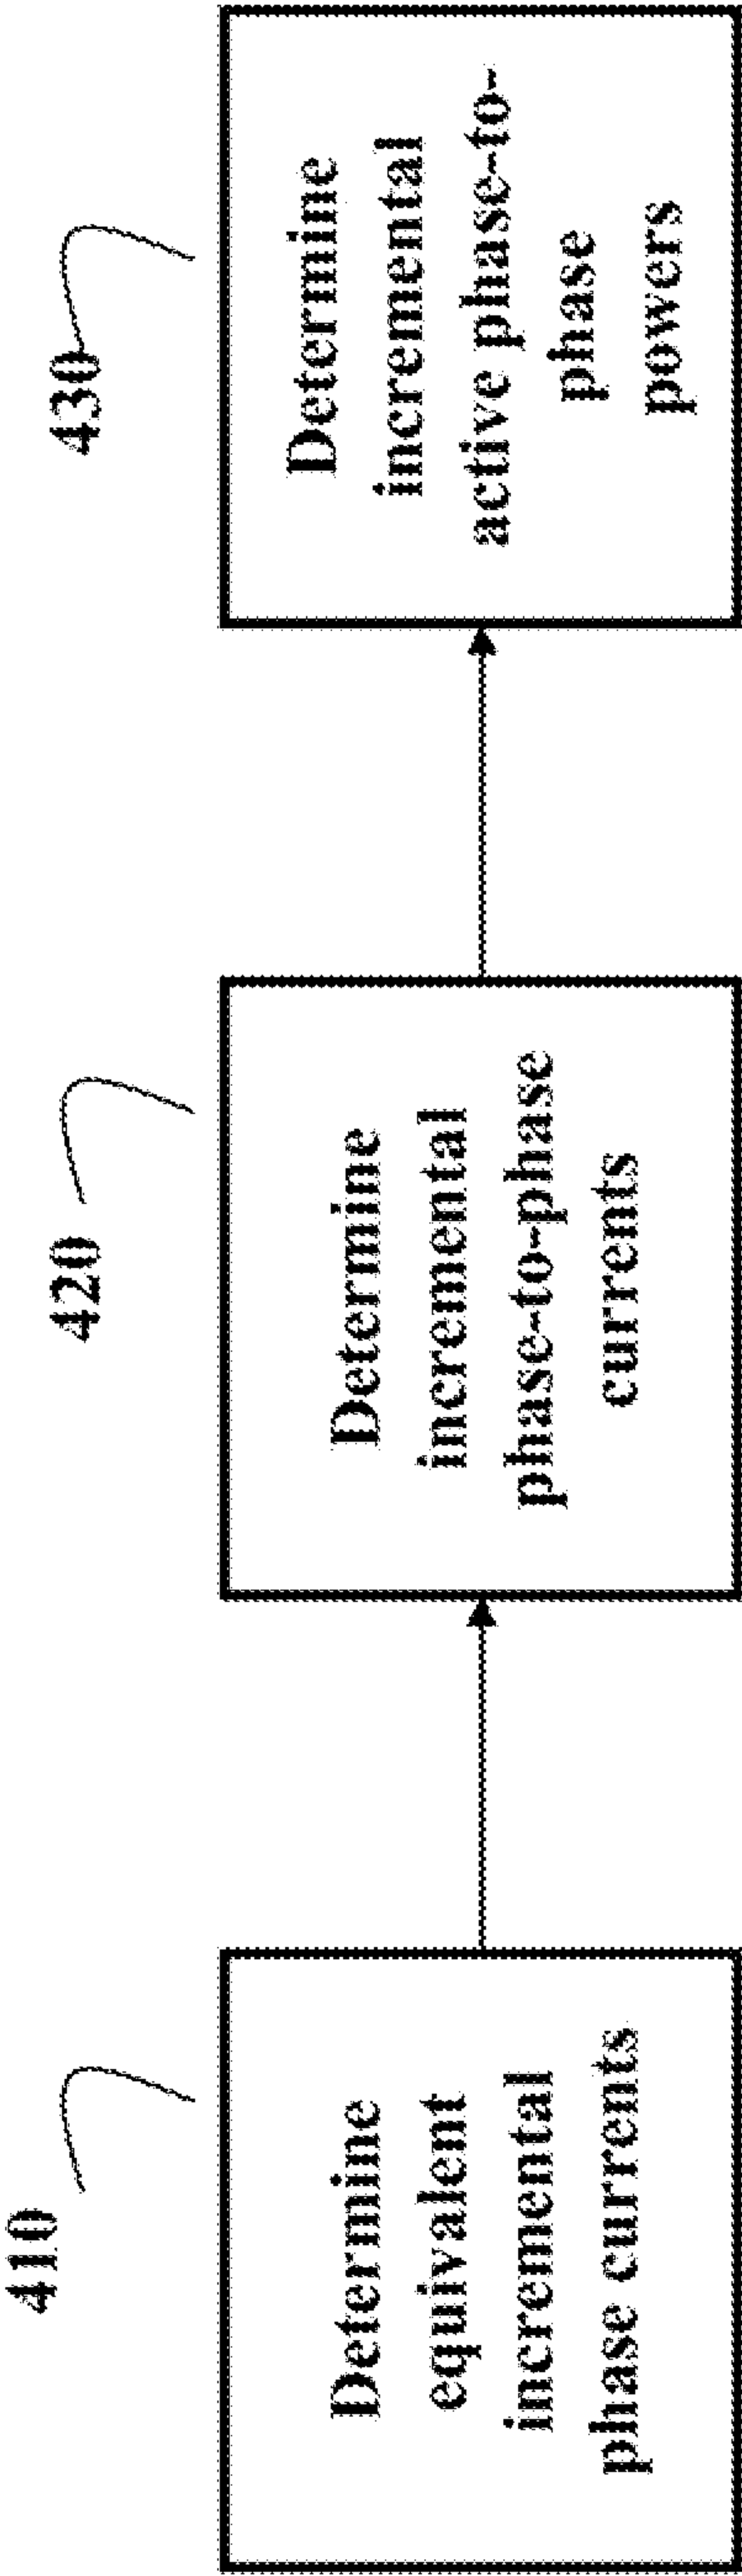 410
Determine
equivalent
incremental
phase currents
420
Determine
incremental
phase-to-phase
currents
430
Determine
incremental
active phase-to-
phase
powers